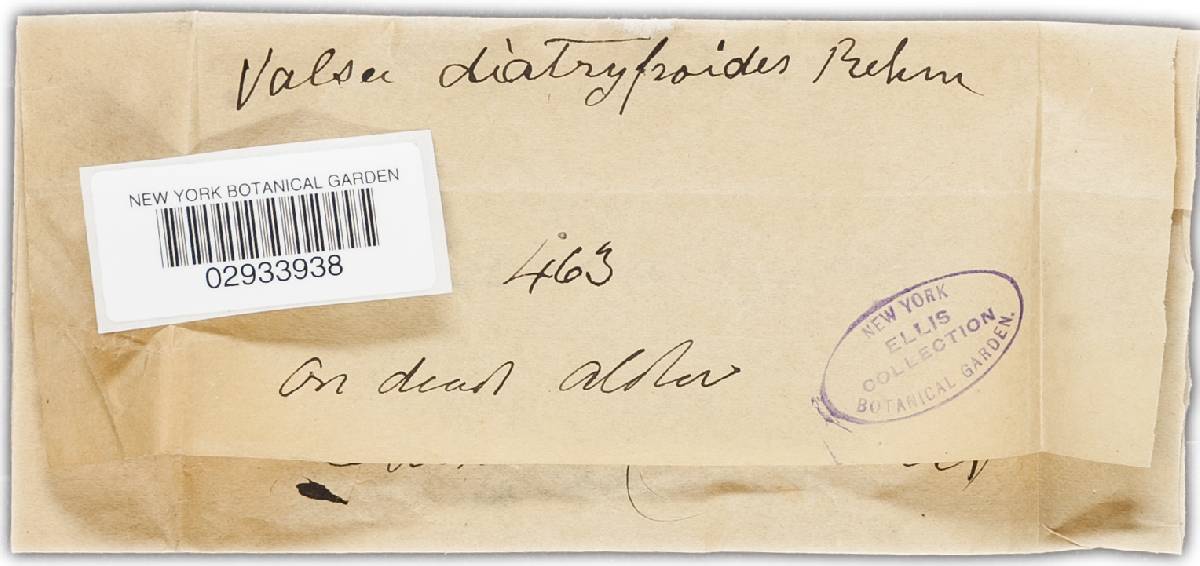 Valsa diatrypoides Rehm
NEW YORK BOTANICAL GARDEN
02933938
463
On dead alder
NEW YORK
ELLIS
COLLECTION
BOTANICAL GARDEN.